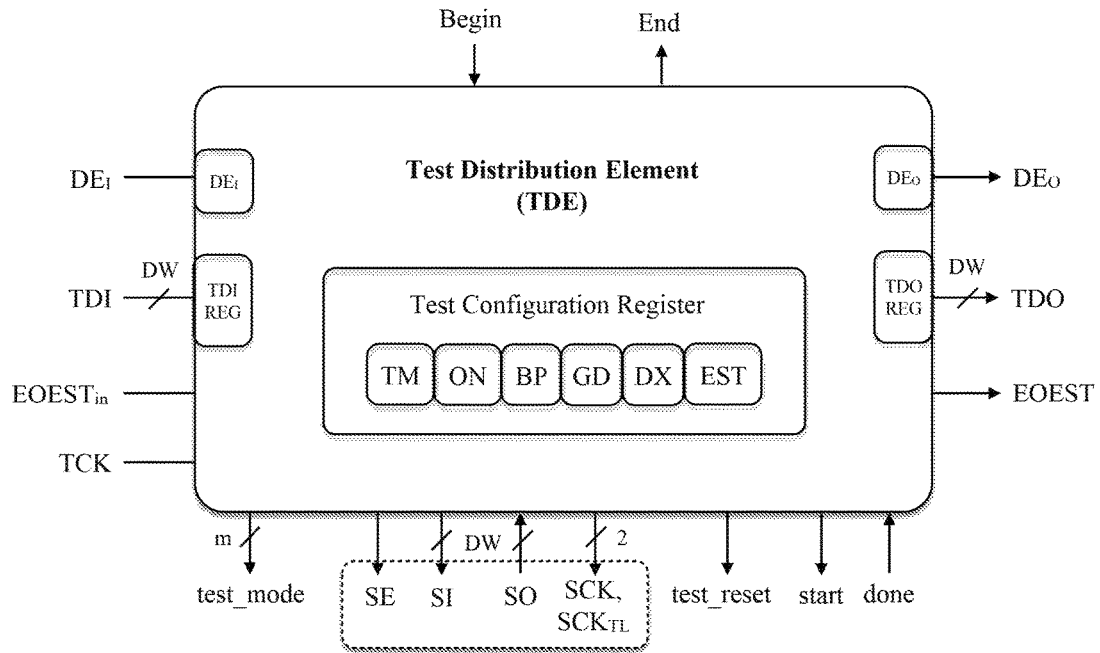 Begin
End
DEI
DEI
Test Distribution Element
(TDE)
DEO
DEO
DW
TDI
TDI
REG
Test Configuration Register
TM ON BP GD DX EST
TDO
REG
DW
TDO
EOESTin
EOEST
TCK
m
DW
2
test_mode
SE
SI
SO
SCK,
SCKTL
test_reset
start
done